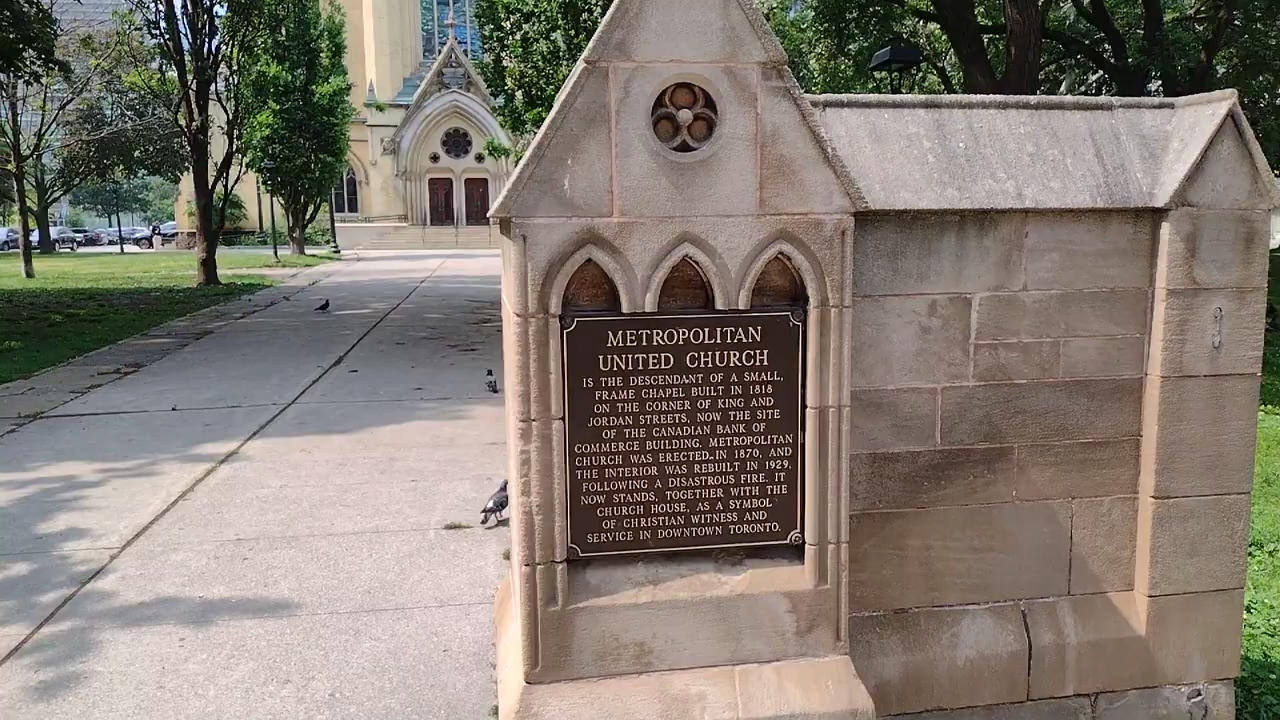 METROPOLITAN
UNITED CHURCH
IS THE DESCENDANT OF A SMALL,
FRAME CHAPEL BUILT IN 1818
ON THE CORNER OF KING AND
JORDAN STREETS, NOW THE SITE
OF THE CANADIAN BANK OF
COMMERCE BUILDING. METROPOLITAN
CHURCH WAS ERECTED IN 1870, AND
THE INTERIOR WAS REBUILT IN 1929,
FOLLOWING A DISASTROUS FIRE. IT
NOW STANDS, TOGETHER WITH THE
CHURCH HOUSE, AS A SYMBOL
OF CHRISTIAN WITNESS AND
SERVICE IN DOWNTOWN TORONTO.